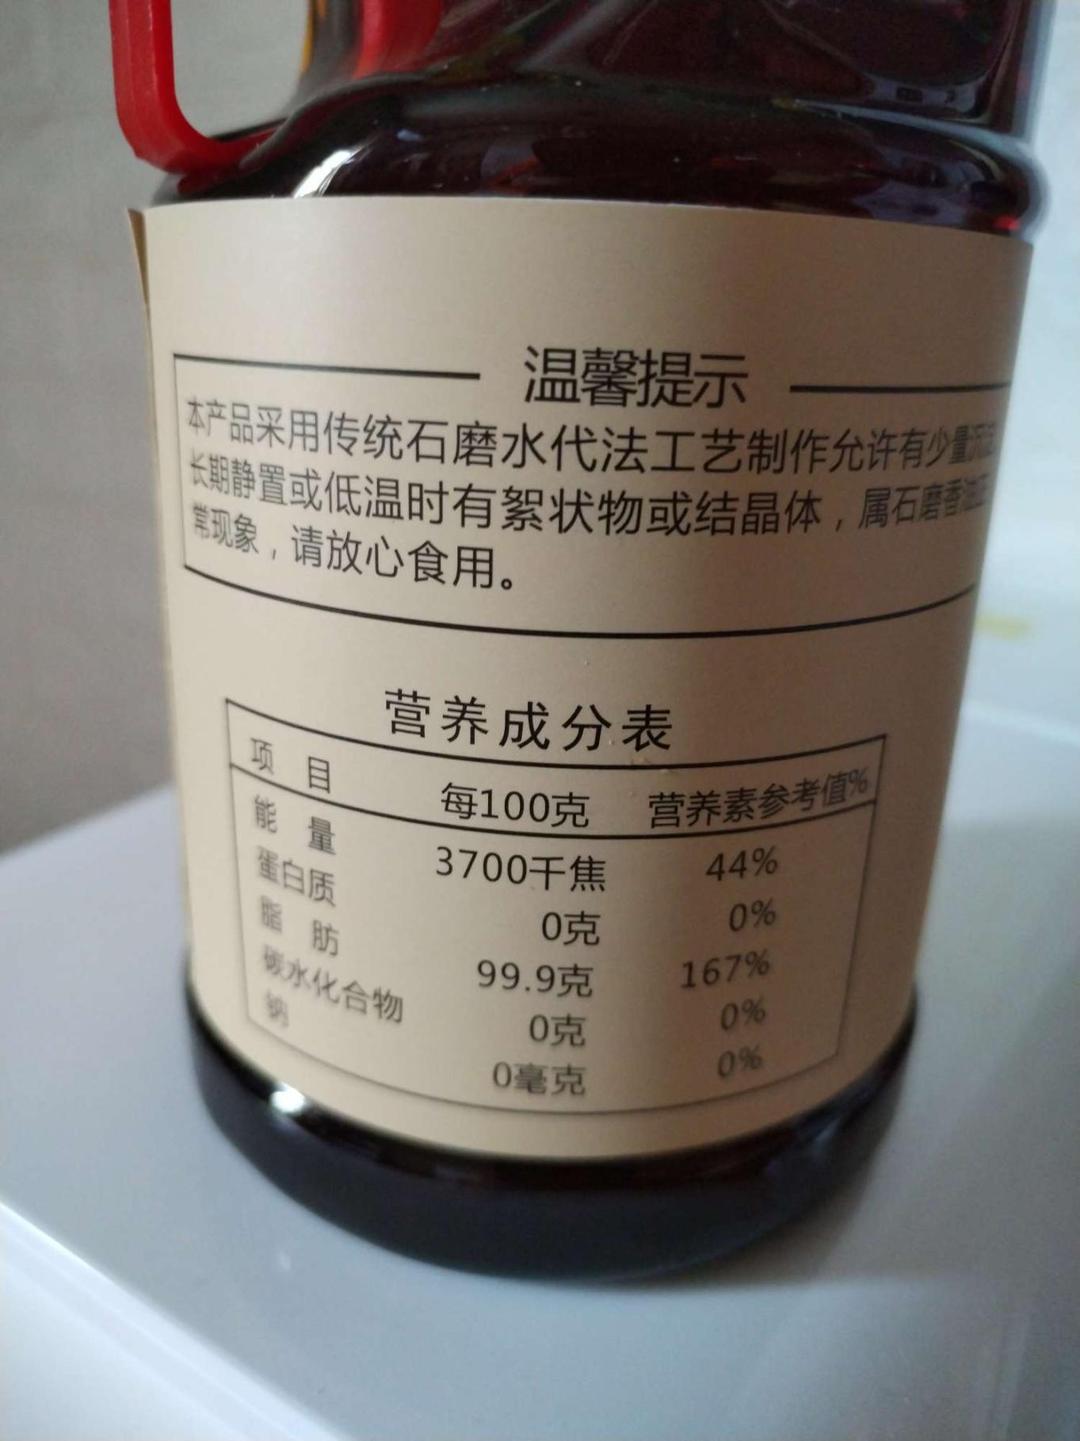 温馨提示
本产品采用传统石磨水代法工艺制作允许有少量沉淀
长期静置或低温时有絮状物或结晶体，属石磨香油正
常现象，请放心食用。
营养成分表
项 目 每100克 营养素参考值%
能 量 3700千焦 44%
蛋白质 0克 0%
脂 肪 99.9克 167%
碳水化合物 0克 0%
钠 0毫克 0%